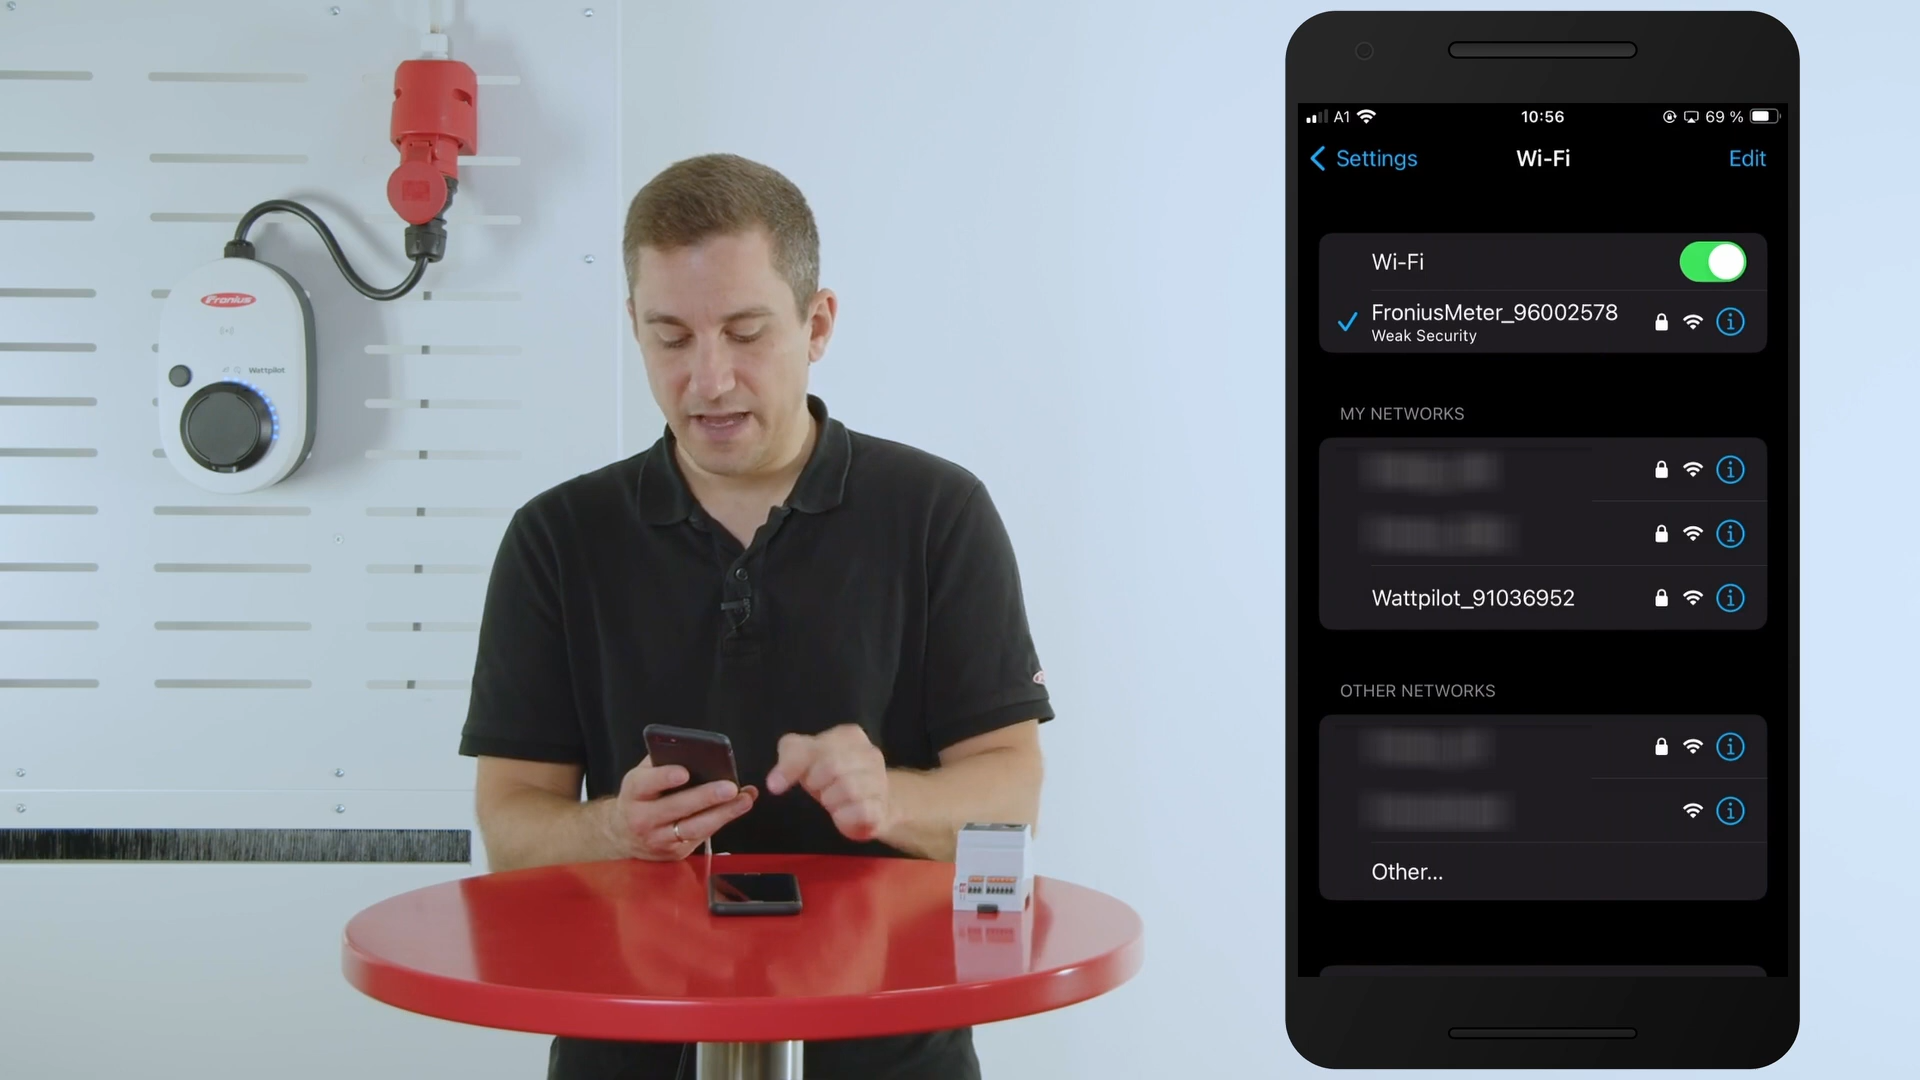 Fronius
Wattpilot
A1
10:56
69 %
Settings
Wi-Fi
Edit
Wi-Fi
FroniusMeter_96002578
Weak Security
MY NETWORKS
Wattpilot_91036952
OTHER NETWORKS
Other...